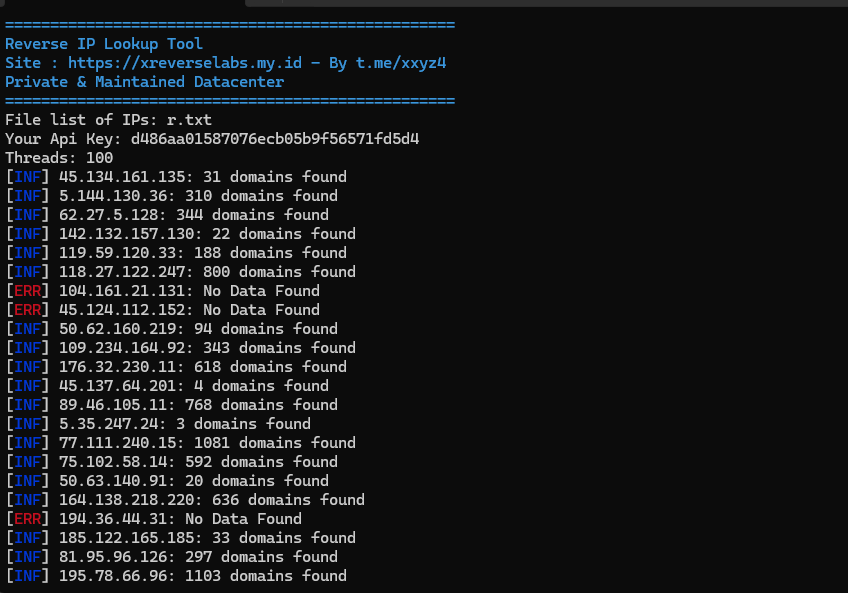 ==================================================
Reverse IP Lookup Tool
Site : https://xreverselabs.my.id - By t.me/xxyz4
Private & Maintained Datacenter
==================================================
File list of IPs: r.txt
Your Api Key: d486aa01587076ecb05b9f56571fd5d4
Threads: 100
[INF] 45.134.161.135: 31 domains found
[INF] 5.144.130.36: 310 domains found
[INF] 62.27.5.128: 344 domains found
[INF] 142.132.157.130: 22 domains found
[INF] 119.59.120.33: 188 domains found
[INF] 118.27.122.247: 800 domains found
[ERR] 104.161.21.131: No Data Found
[ERR] 45.124.112.152: No Data Found
[INF] 50.62.160.219: 94 domains found
[INF] 109.234.164.92: 343 domains found
[INF] 176.32.230.11: 618 domains found
[INF] 45.137.64.201: 4 domains found
[INF] 89.46.105.11: 768 domains found
[INF] 5.35.247.24: 3 domains found
[INF] 77.111.240.15: 1081 domains found
[INF] 75.102.58.14: 592 domains found
[INF] 50.63.140.91: 20 domains found
[INF] 164.138.218.220: 636 domains found
[ERR] 194.36.44.31: No Data Found
[INF] 185.122.165.185: 33 domains found
[INF] 81.95.96.126: 297 domains found
[INF] 195.78.66.96: 1103 domains found